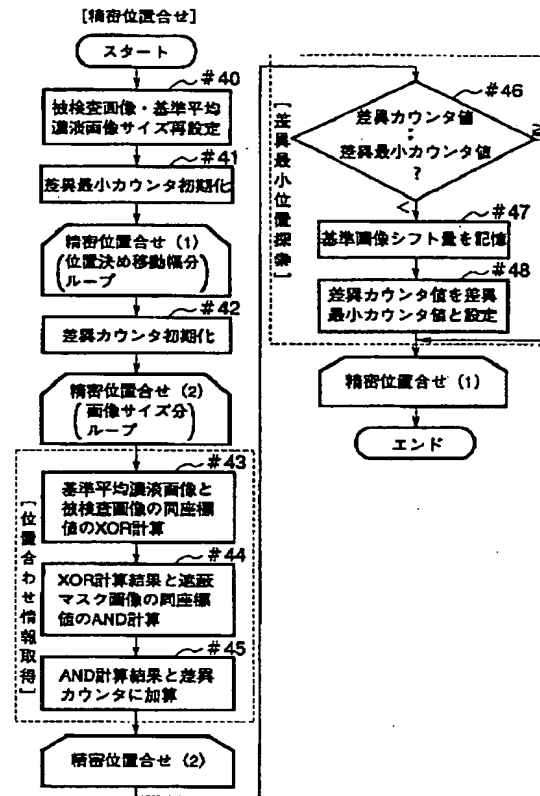 [精密位置合せ]
スタート
#40
被検査画像・基準平均
濃淡画像サイズ再設定
#41
差異最小カウンタ初期化
精密位置合せ(1)
(位置決め移動幅分
ループ)
#42
差異カウンタ初期化
精密位置合せ(2)
(画像サイズ分
ループ)
[位置合わせ情報取得]
#43
基準平均濃淡画像と
被検査画像の同座標
値のXOR計算
#44
XOR計算結果と遮蔽
マスク画像の同座標
値のAND計算
#45
AND計算結果と差異
カウンタに加算
精密位置合せ(2)
[差異最小位置探索]
#46
差異カウンタ値
:
差異最小カウンタ値
?
≧
<
#47
基準画像シフト量を記憶
#48
差異カウンタ値を差異
最小カウンタ値と設定
精密位置合せ(1)
エンド